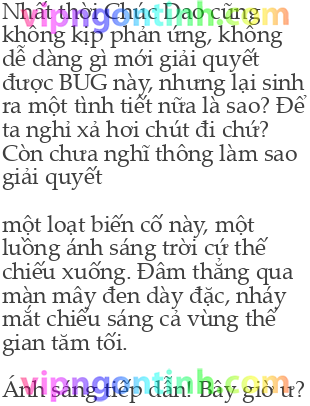 Nhất thời Chúc Dao cũng
không kịp phản ứng, không
dễ dàng gì mới giải quyết
được BUG này, nhưng lại sinh
ra một tình tiết nữa là sao? Để
ta nghỉ xả hơi chút đi chứ?
Còn chưa nghĩ thông làm sao
giải quyết
một loạt biến cố này, một
luồng ánh sáng trời cứ thế
chiếu xuống. Đâm thẳng qua
màn mây đen dày đặc, nháy
mắt chiếu sáng cả vùng thế
gian tăm tối.
Ánh sáng tiếp dẫn! Bây giờ ư?
vipngontinh.com
vipngontinh.com
vipngontinh.com